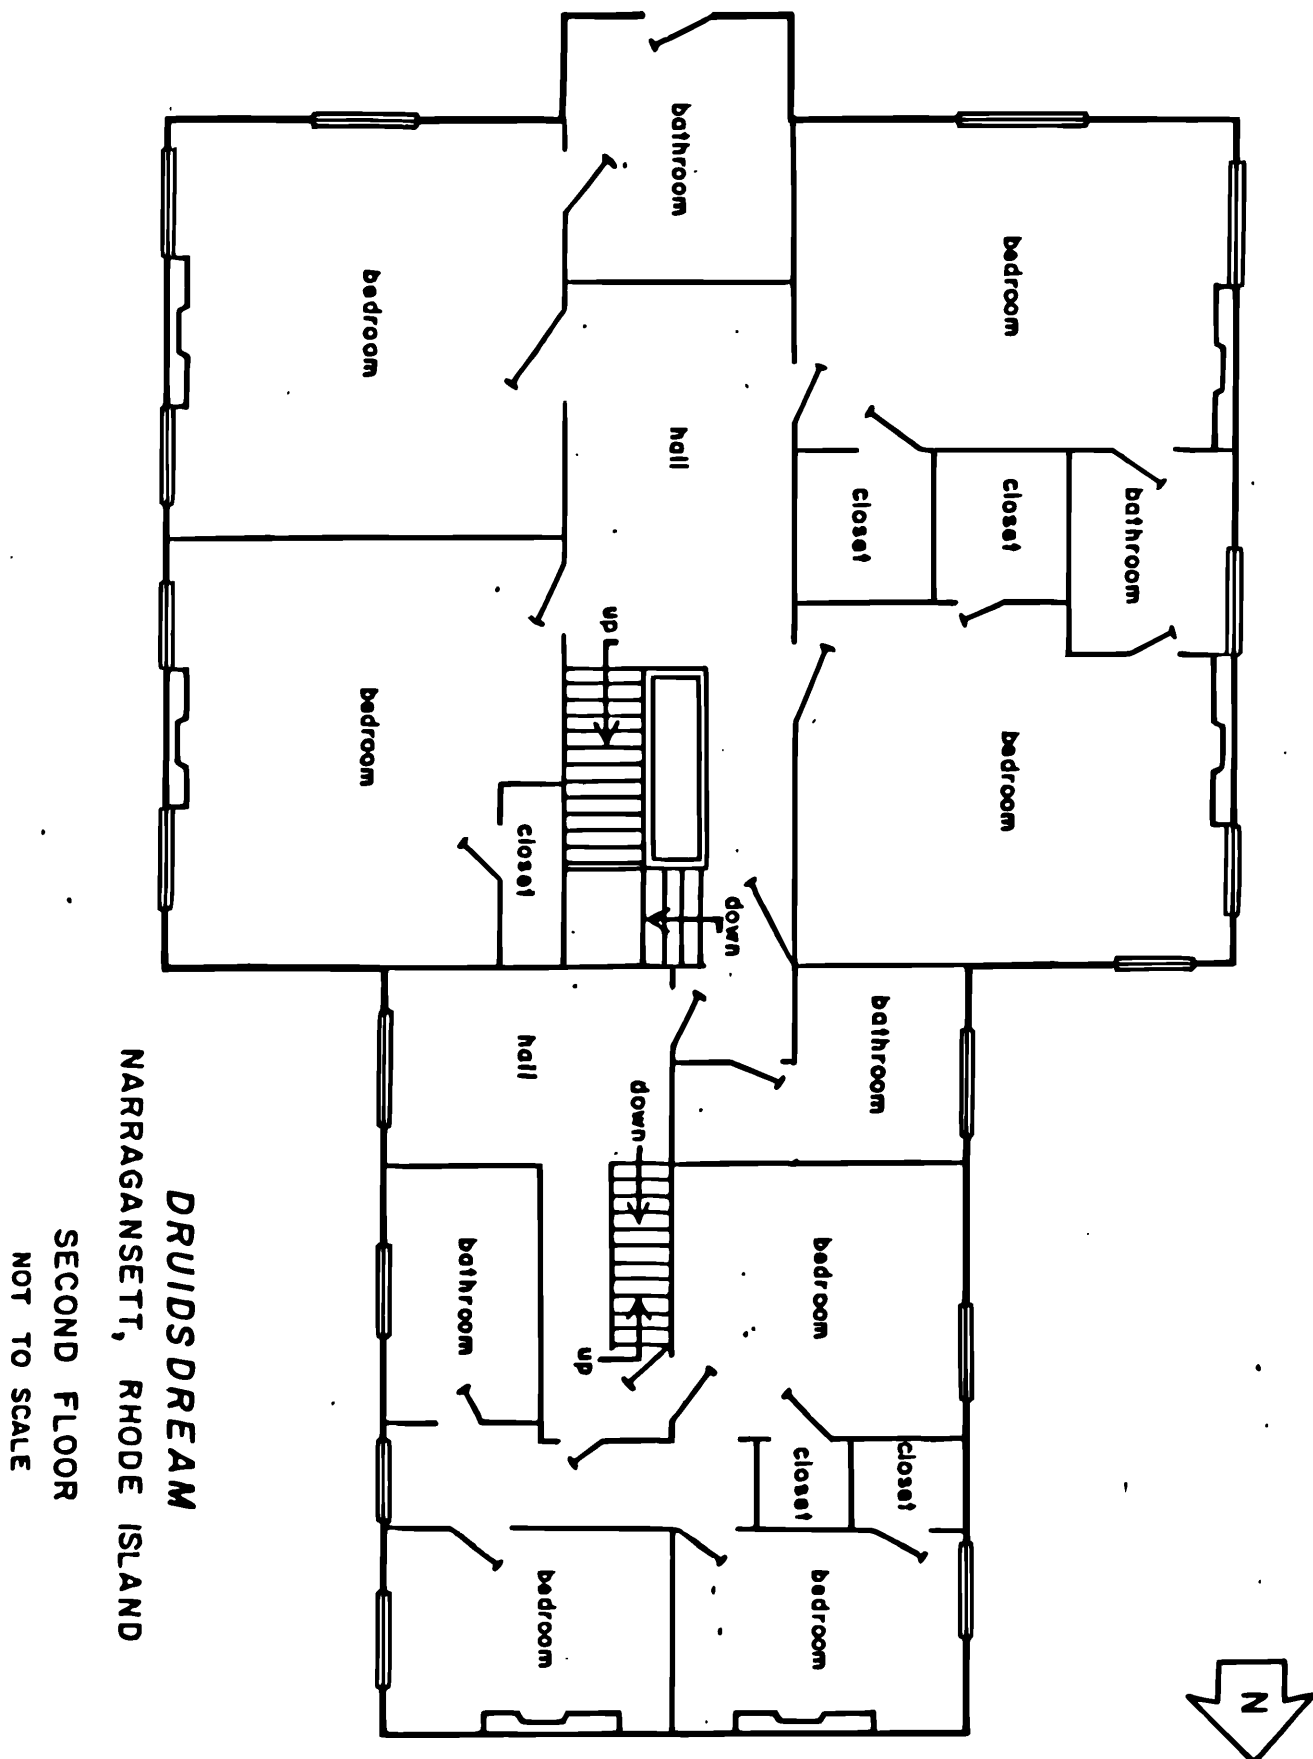 bathroom
bedroom
bedroom
hall
closet
closet
bathroom
up
bedroom
bedroom
closet
down
hall
bathroom
down
bathroom
bedroom
up
closet
closet
bedroom
bedroom
DRUIDSDREAM
NARRAGANSETT, RHODE ISLAND
SECOND FLOOR
NOT TO SCALE
N